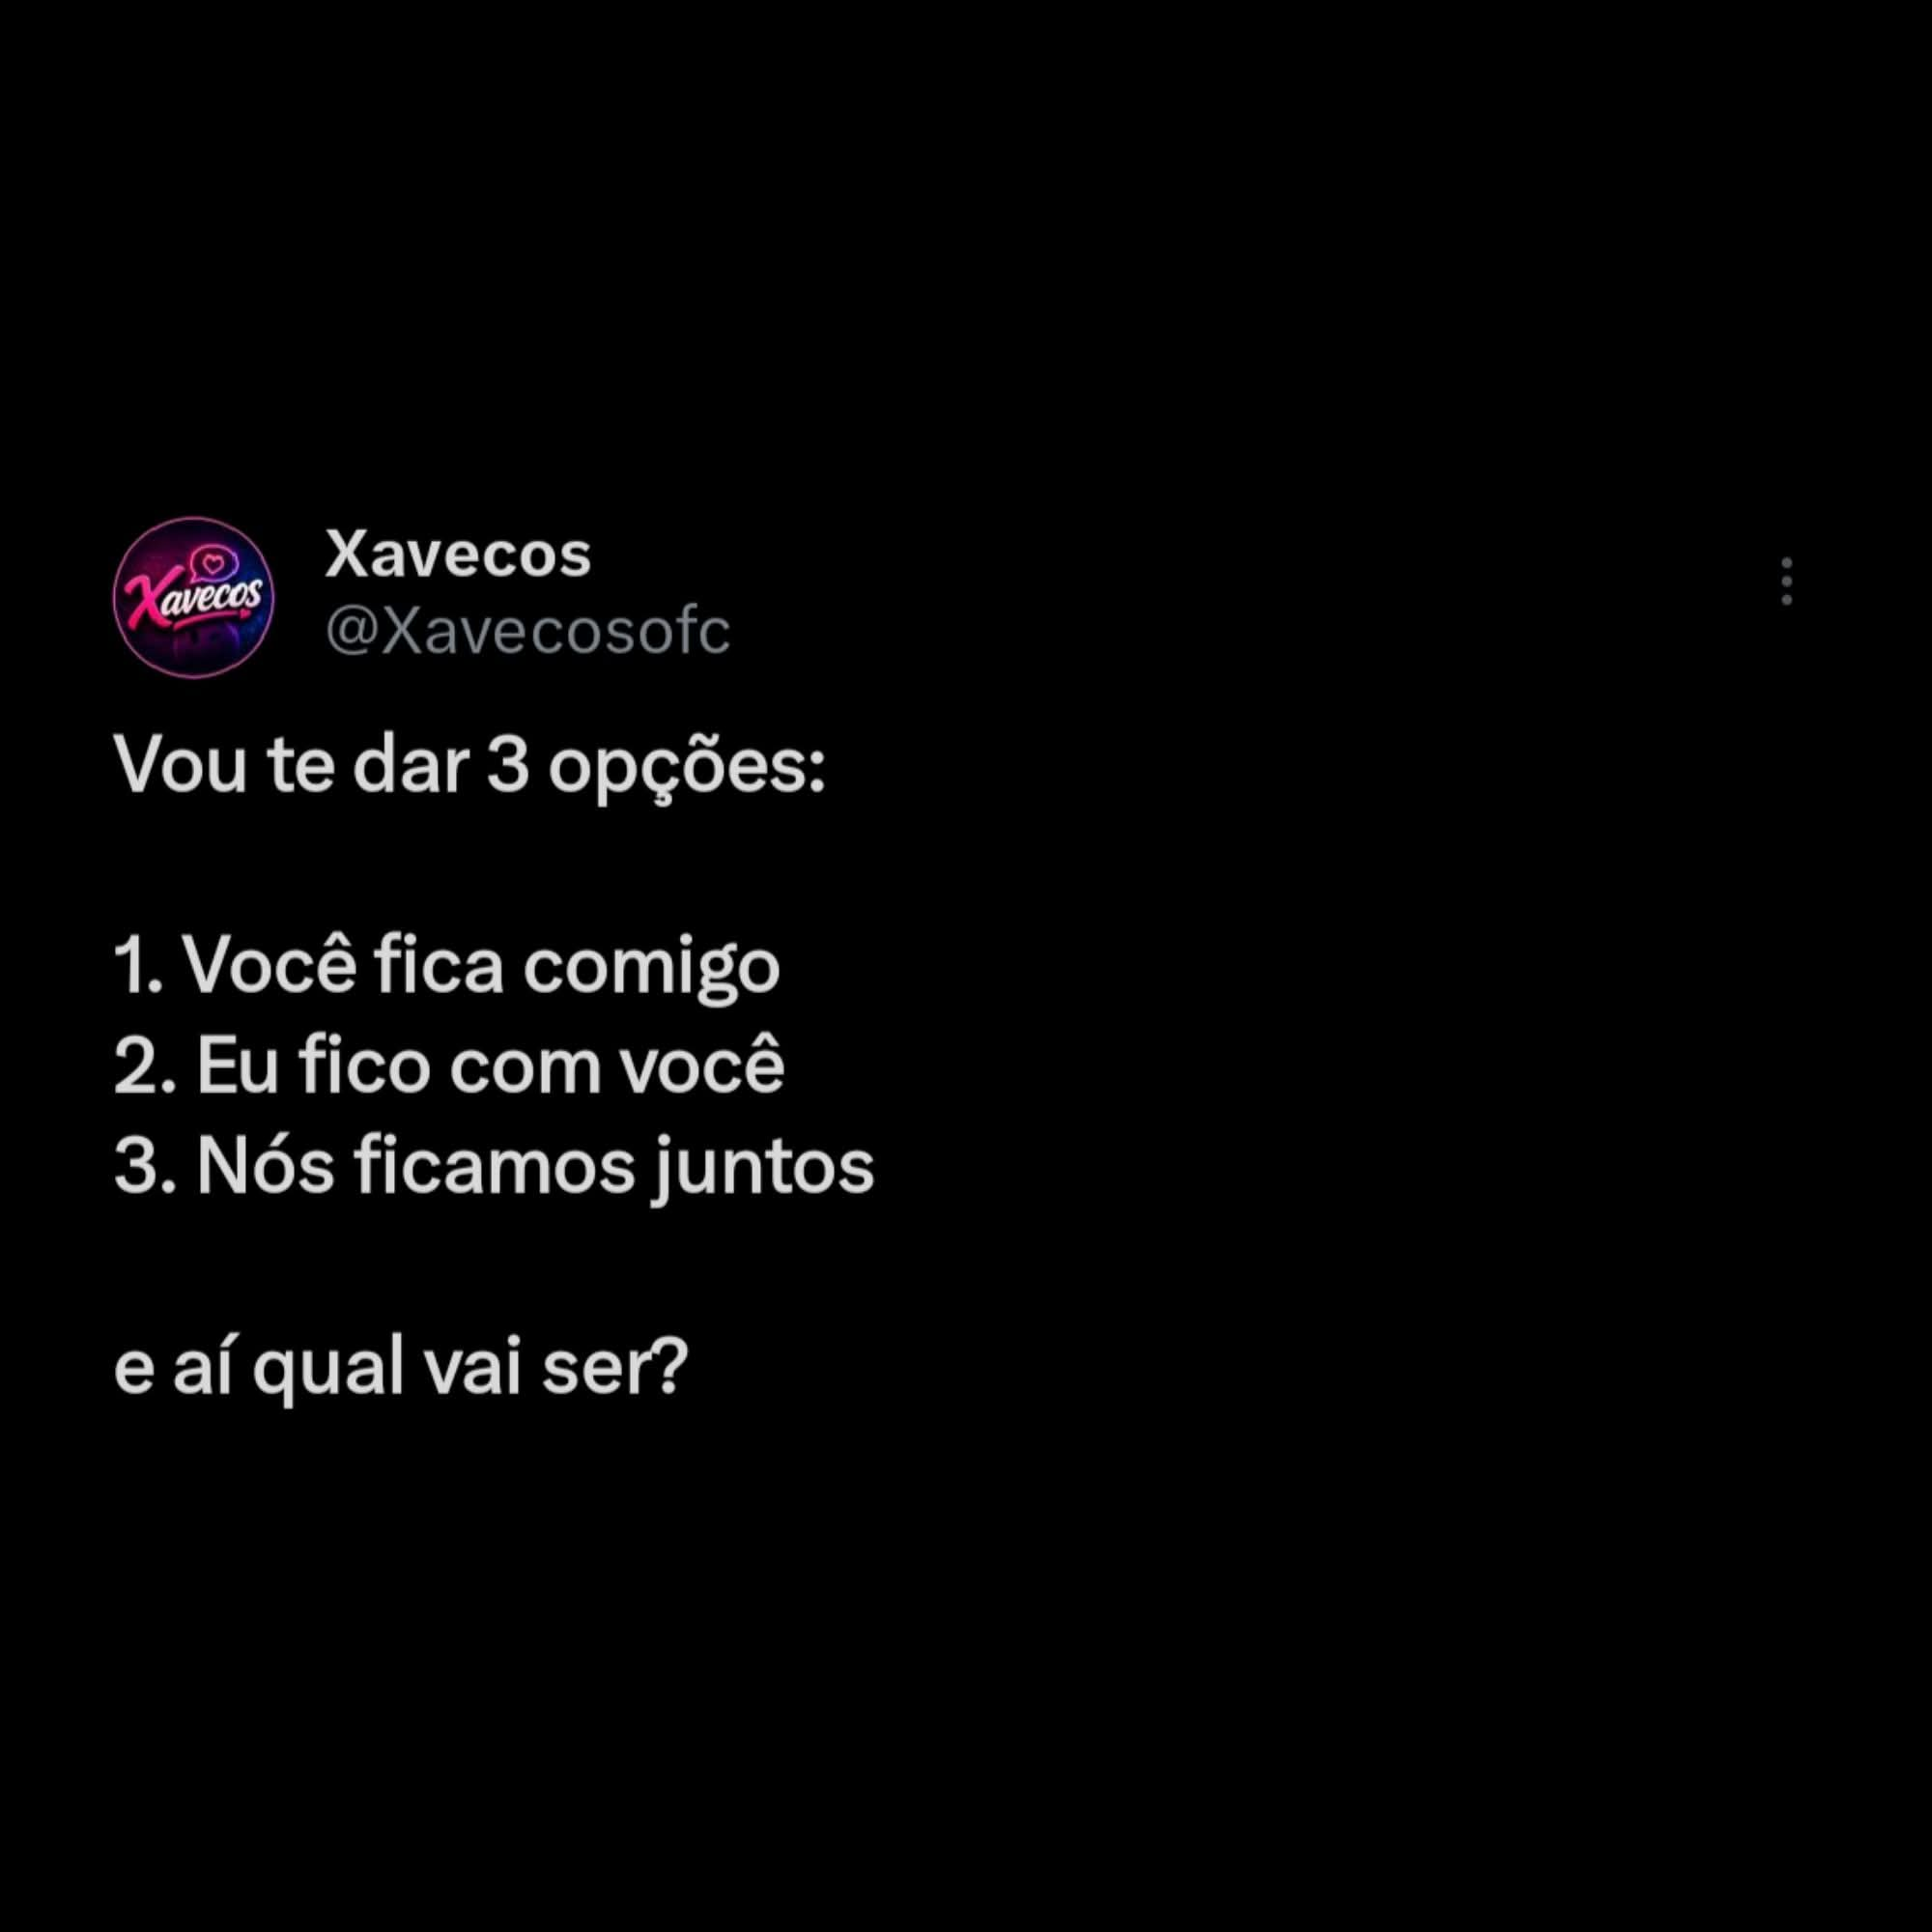 Xavecos
Xavecos
@Xavecosofc
Vou te dar 3 opções:
1. Você fica comigo
2. Eu fico com você
3. Nós ficamos juntos
e aí qual vai ser?